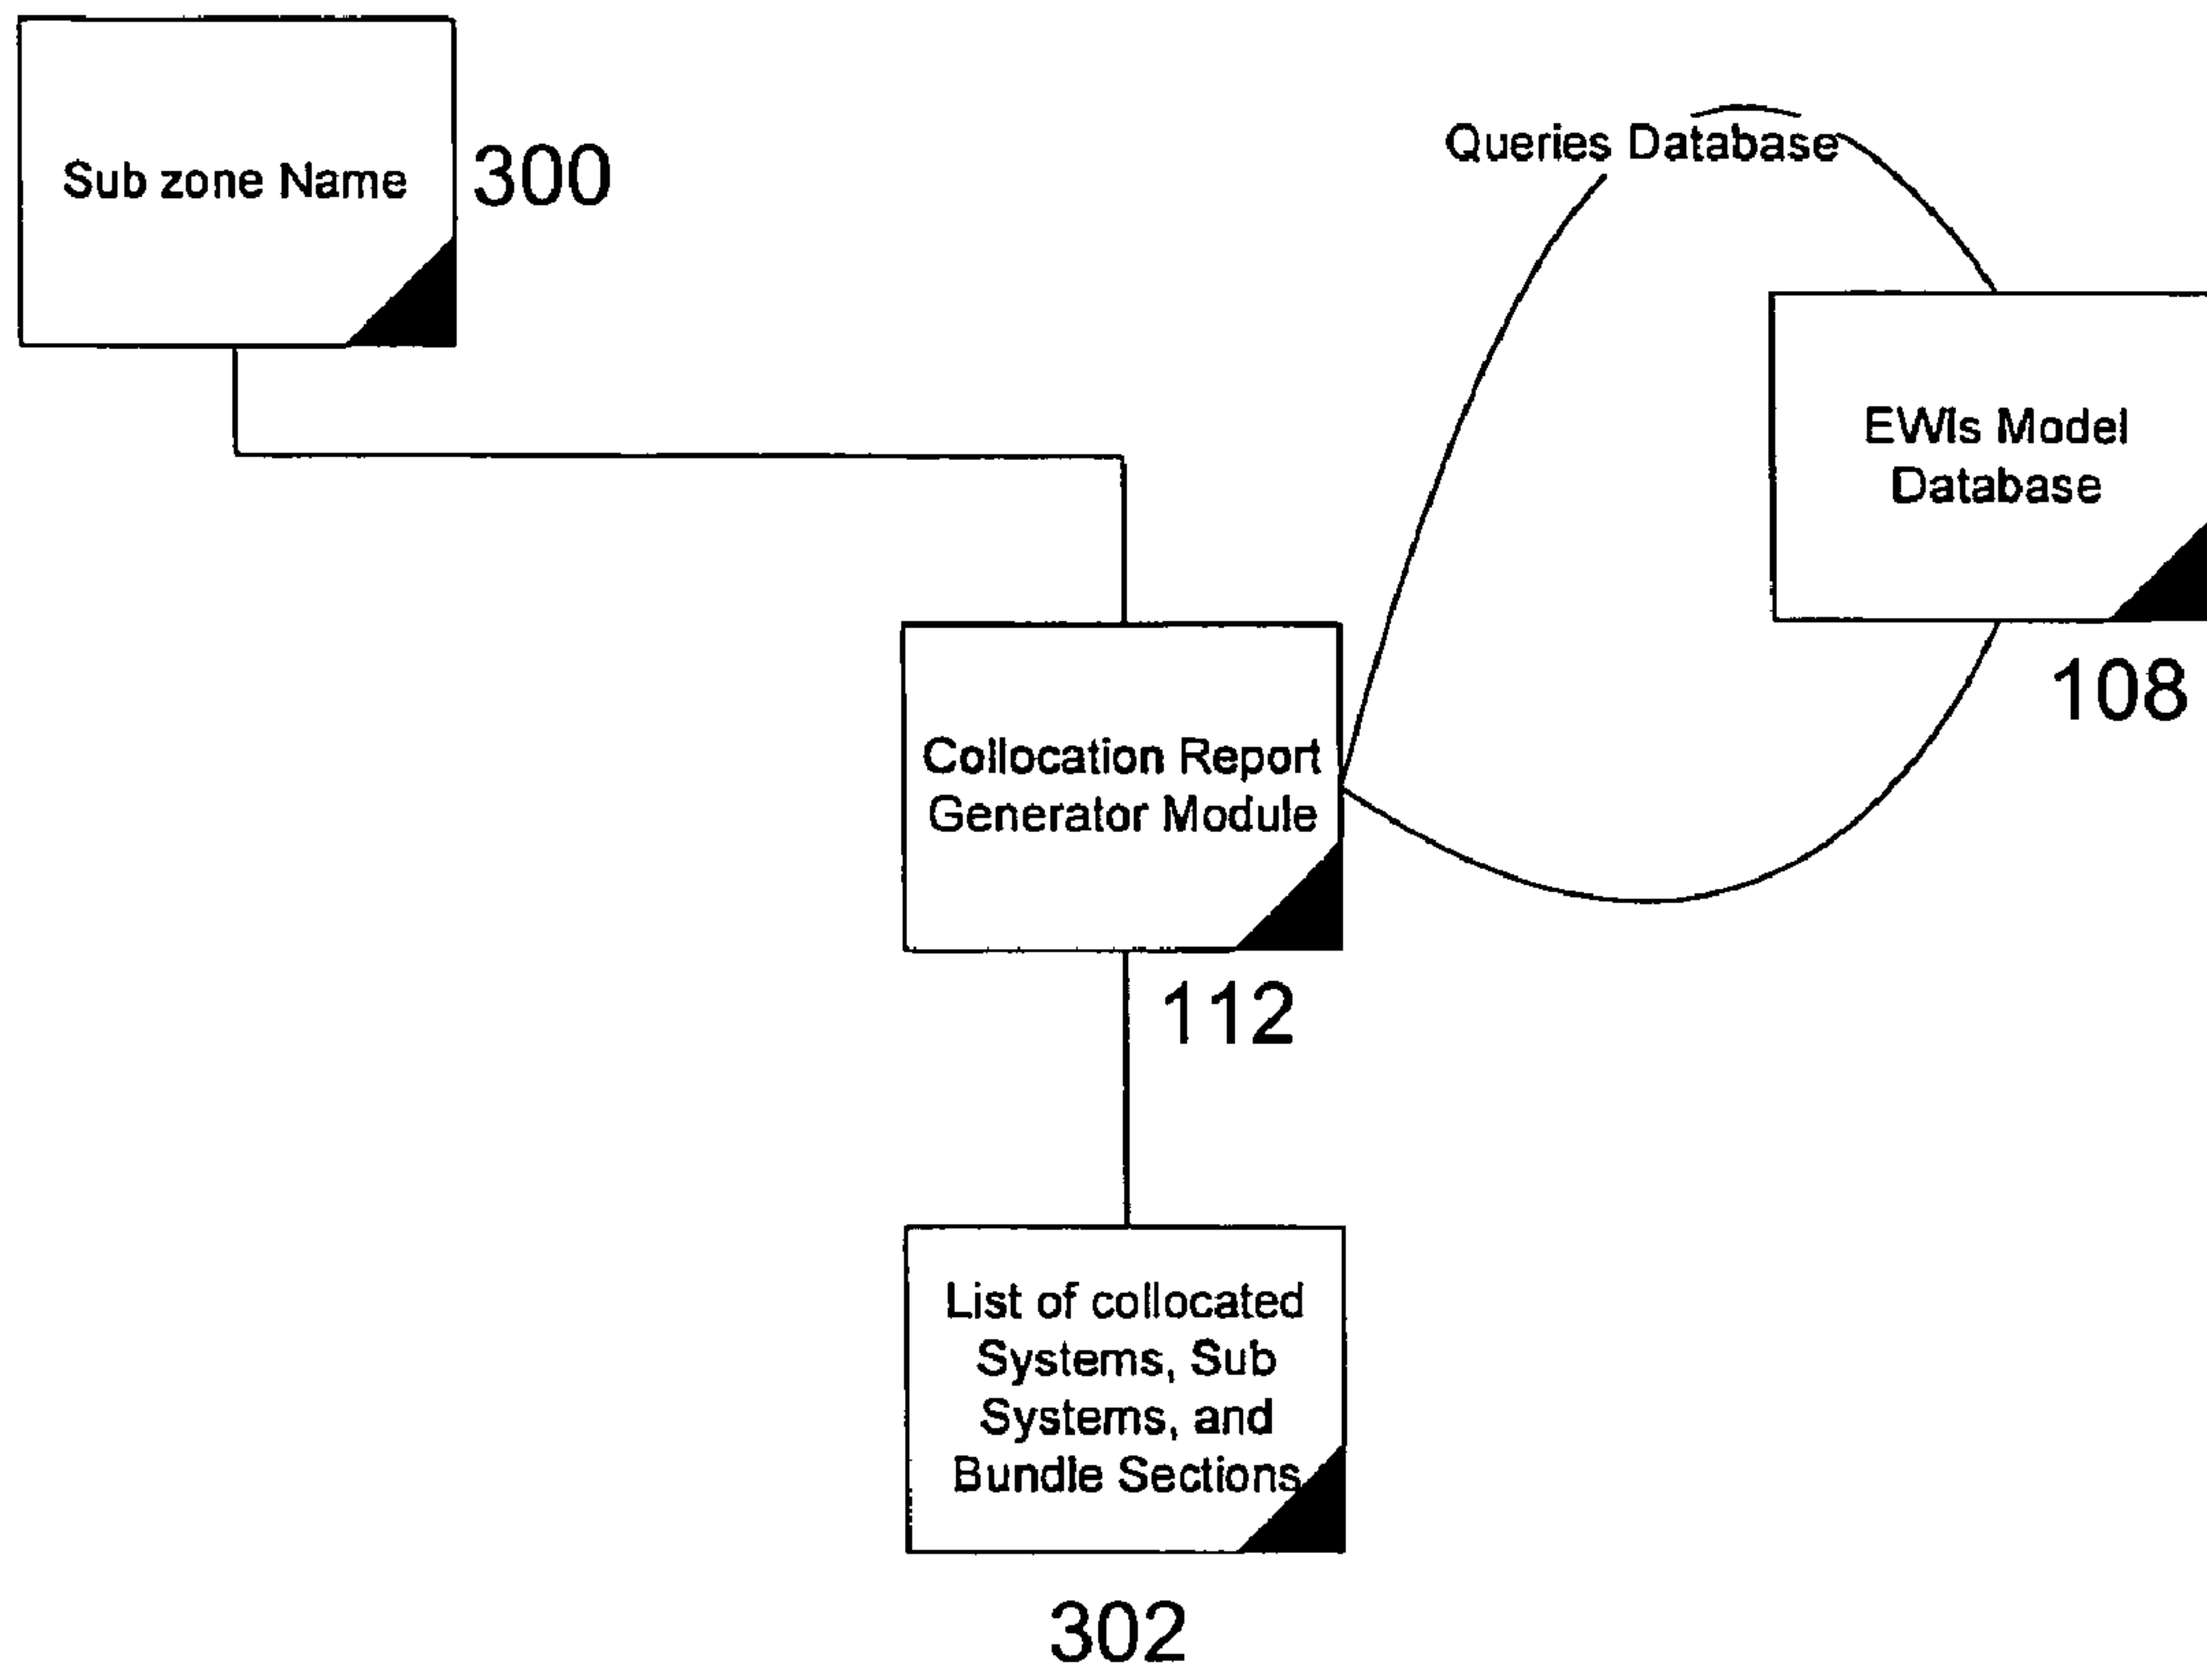 Sub zone Name
300
Queries Database
EWIs Model
Database
108
Collocation Report
Generator Module
112
List of collocated
Systems, Sub
Systems, and
Bundle Sections
302